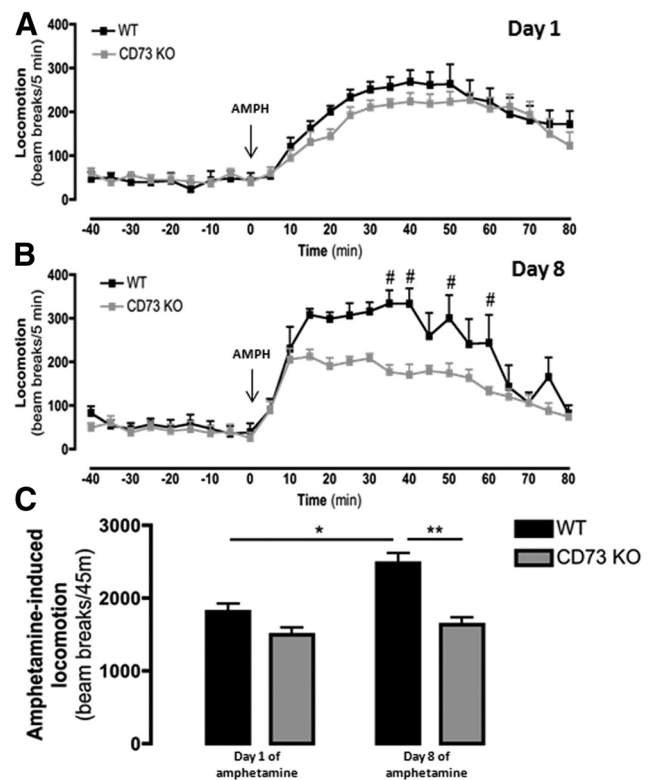 A
Day 1
400
300
200
100
0
Locomotion
(beam breaks/5 min)
WT
CD73 KO
AMPH
-40 -30 -20 -10 0 10 20 30 40 50 60 70 80
Time (min)
B
Day 8
400
300
200
100
0
Locomotion
(beam breaks/5 min)
WT
CD73 KO
AMPH
# # # #
-40 -30 -20 -10 0 10 20 30 40 50 60 70 80
Time (min)
C
3000
2000
1000
0
Amphetamine-induced
locomotion
(beam breaks/45m)
* **
WT
CD73 KO
Day 1 of
amphetamine
Day 8 of
amphetamine